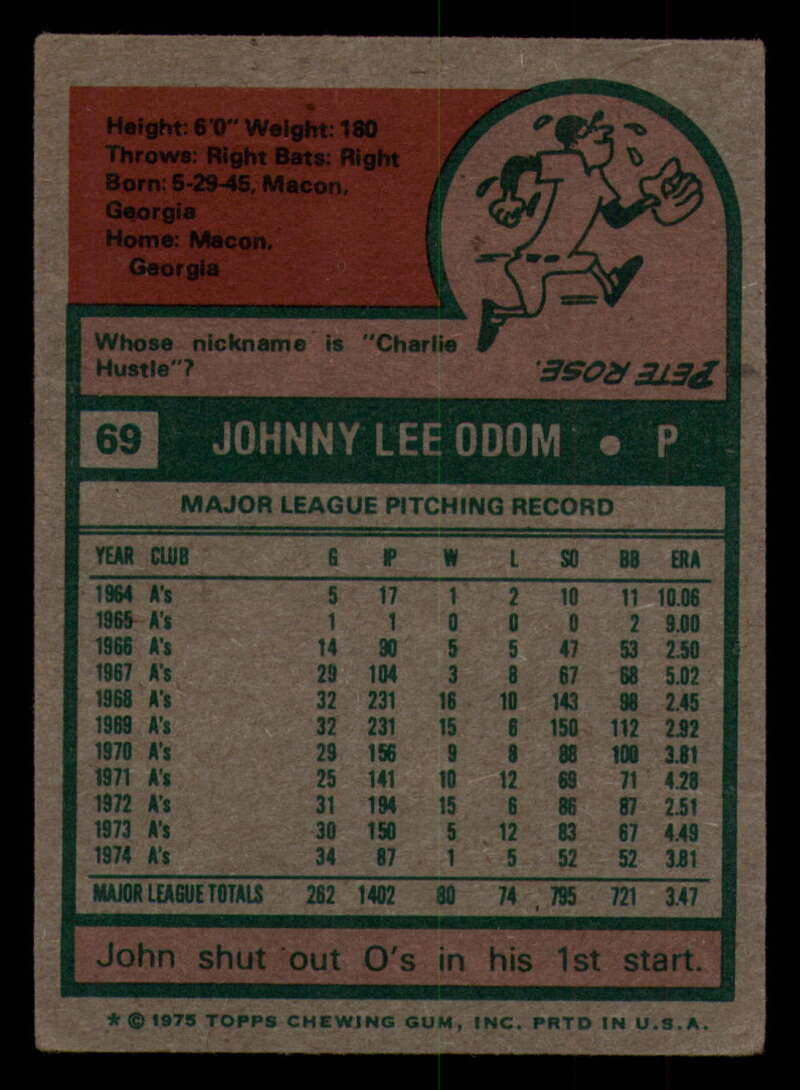 Height: 6'0" Weight: 180
Throws: Right Bats: Right
Born: 5-29-45, Macon,
Georgia
Home: Macon,
Georgia
Whose nickname is "Charlie
Hustle"?
PETE ROSE.
69 JOHNNY LEE ODOM • P
MAJOR LEAGUE PITCHING RECORD
YEAR CLUB G IP W L SO BB ERA
1964 A's 5 17 1 2 10 11 10.06
1965 A's 1 1 0 0 0 2 9.00
1966 A's 14 90 5 5 47 53 2.50
1967 A's 29 104 3 8 67 68 5.02
1968 A's 32 231 16 10 143 98 2.45
1969 A's 32 231 15 6 150 112 2.92
1970 A's 29 156 9 8 88 100 3.81
1971 A's 25 141 10 12 69 71 4.28
1972 A's 31 194 15 6 86 87 2.51
1973 A's 30 150 5 12 83 67 4.49
1974 A's 34 87 1 5 52 52 3.81
MAJOR LEAGUE TOTALS 262 1402 80 74 795 721 3.47
John shut out O's in his 1st start.
* © 1975 TOPPS CHEWING GUM, INC. PRTD IN U.S.A.